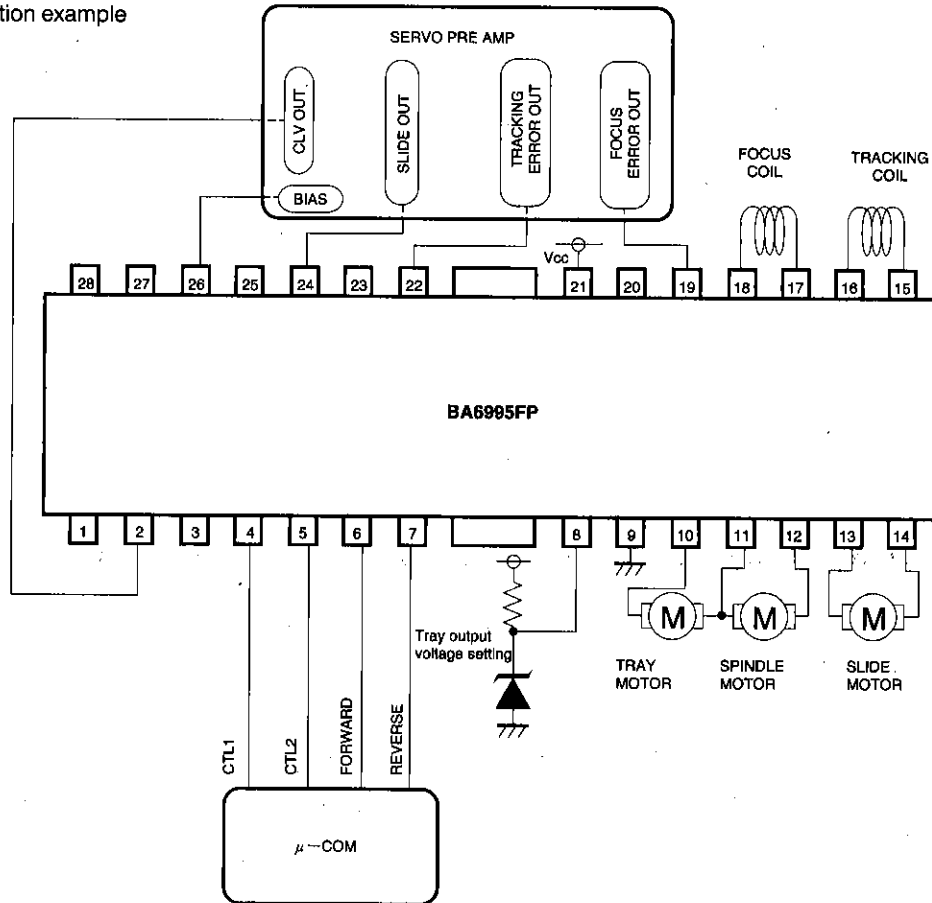 tion example
SERVO PRE AMP
CLV OUT
SLIDE OUT
TRACKING
ERROR OUT
FOCUS
ERROR OUT
BIAS
FOCUS
COIL
TRACKING
COIL
Vcc
28 27 26 25 24 23 22 21 20 19 18 17 16 15
BA6995FP
1 2 3 4 5 6 7 8 9 10 11 12 13 14
M M M
Tray output
voltage setting
TRAY
MOTOR
SPINDLE
MOTOR
SLIDE
MOTOR
CTL1
CTL2
FORWARD
REVERSE
μ-COM